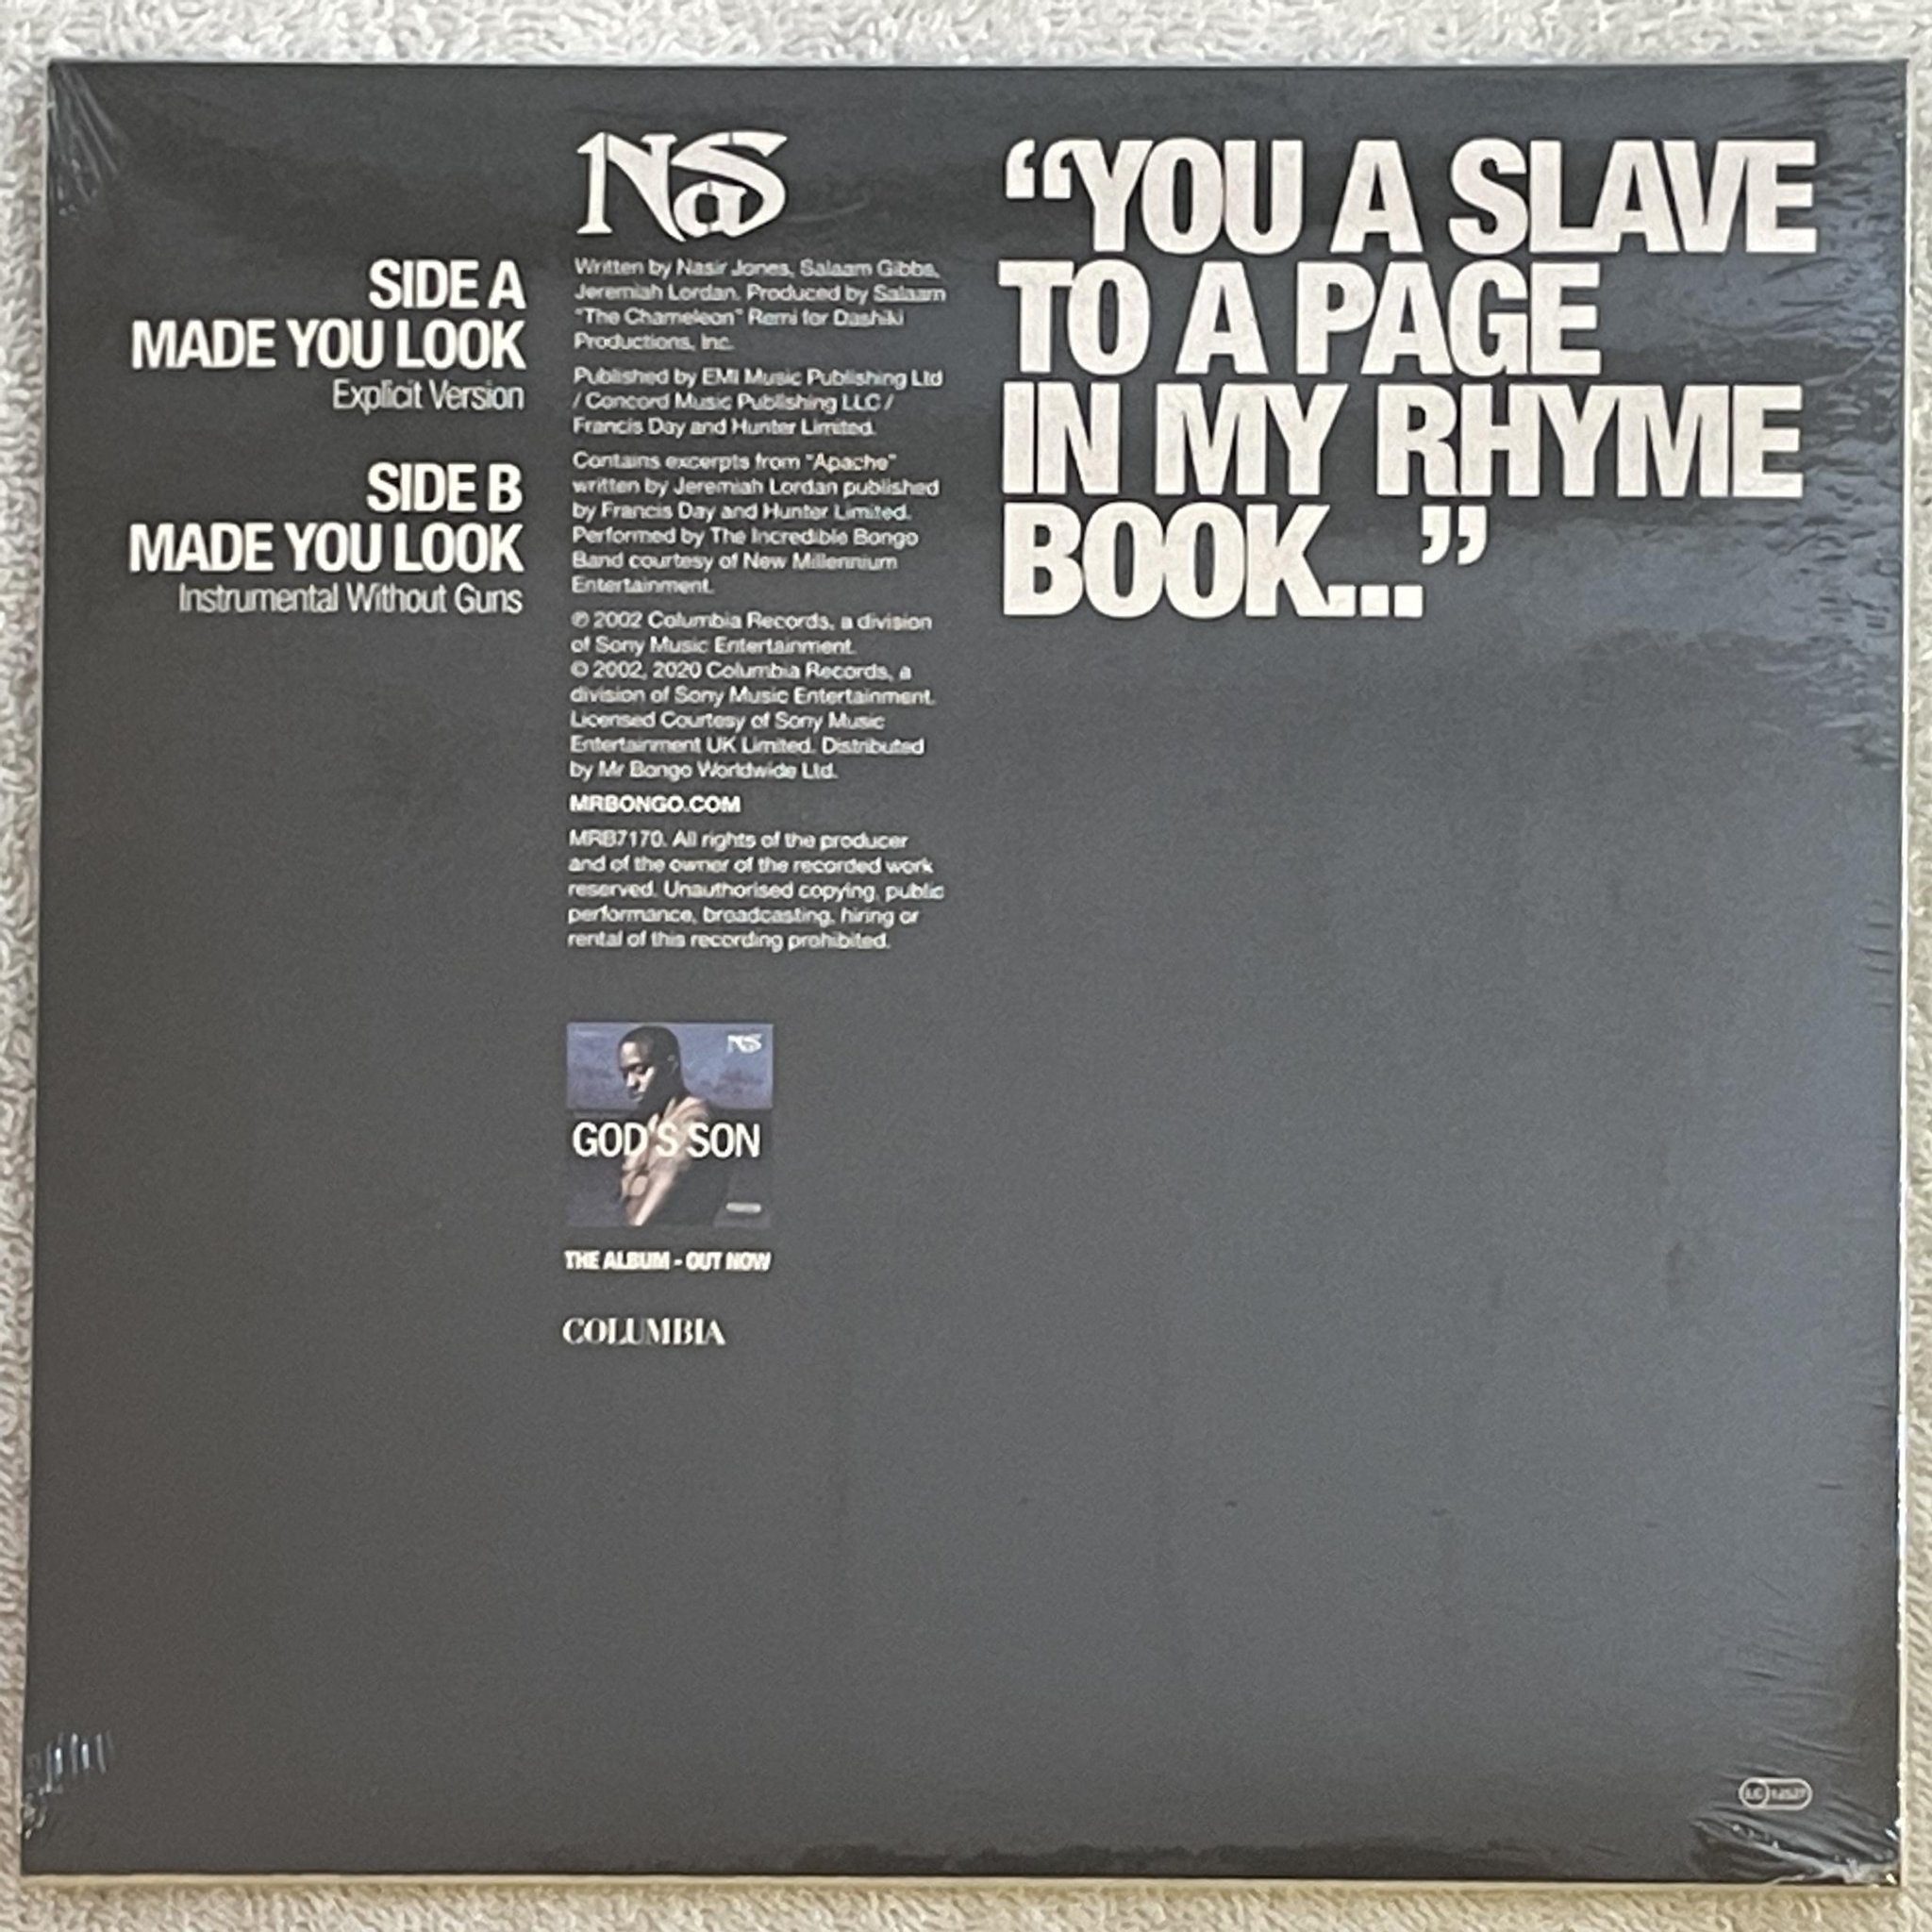 SIDE A
MADE YOU LOOK
Explicit Version
SIDE B
MADE YOU LOOK
Instrumental Without Guns
Nas
Written by Nasir Jones, Salaam Gibbs,
Jeremiah Lordan. Produced by Salaam
"The Chameleon" Remi for Dashiki
Productions, Inc.
Published by EMI Music Publishing Ltd
/ Concord Music Publishing LLC /
Francis Day and Hunter Limited.
Contains excerpts from "Apache"
written by Jeremiah Lordan published
by Francis Day and Hunter Limited.
Performed by The Incredible Bongo
Band courtesy of New Millennium
Entertainment.
℗ 2002 Columbia Records, a division
of Sony Music Entertainment.
© 2002, 2020 Columbia Records, a
division of Sony Music Entertainment.
Licensed Courtesy of Sony Music
Entertainment UK Limited. Distributed
by Mr Bongo Worldwide Ltd.
MRBONGO.COM
MRB7170. All rights of the producer
and of the owner of the recorded work
reserved. Unauthorised copying, public
performance, broadcasting, hiring or
rental of this recording prohibited.
Nas
GOD'S SON
THE ALBUM - OUT NOW
COLUMBIA
“YOU A SLAVE
TO A PAGE
IN MY RHYME
BOOK...”
LC